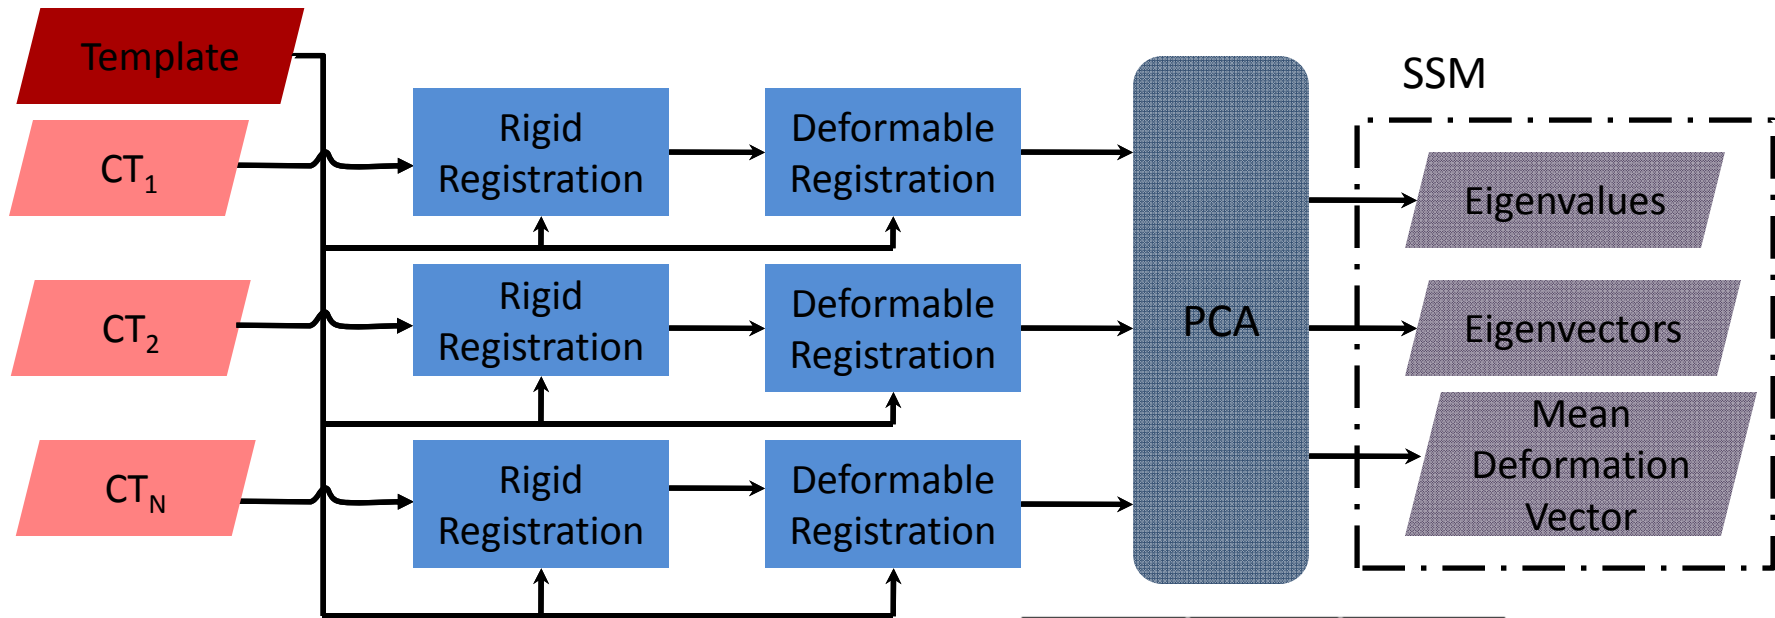 Template
SSM
CT1
Rigid
Registration
Deformable
Registration
Eigenvalues
CT2
Rigid
Registration
Deformable
Registration
PCA
Eigenvectors
CTN
Rigid
Registration
Deformable
Registration
Mean
Deformation
Vector